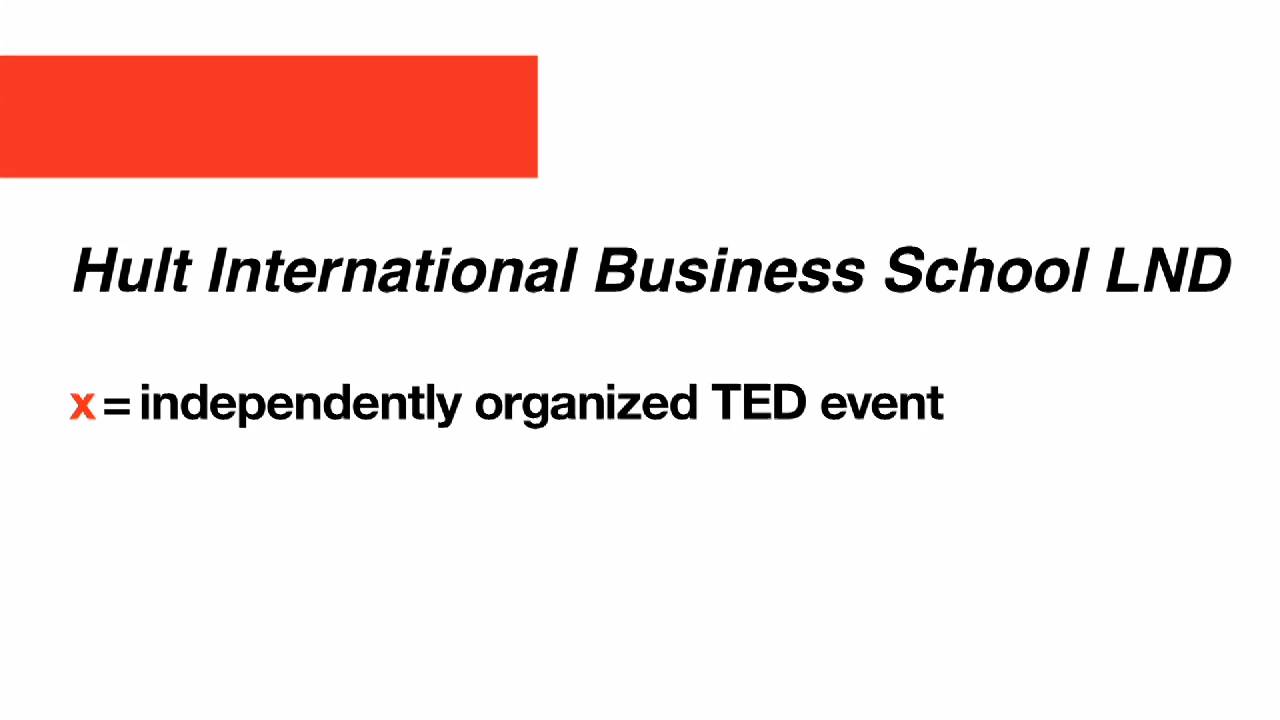 Hult International Business School LND
x = independently organized TED event